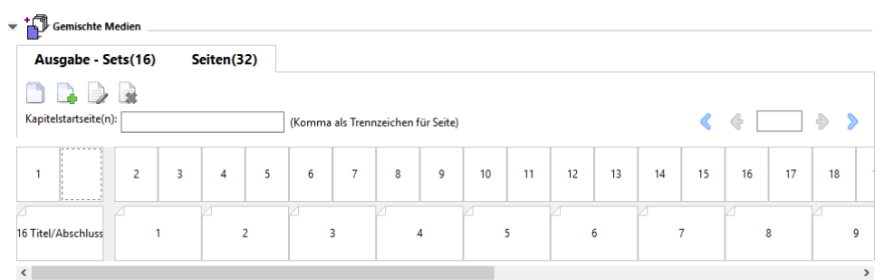 Gemischte Medien
Ausgabe - Sets(16) Seiten(32)
Kapitelstartseite(n): (Komma als Trennzeichen für Seite)
1 2 3 4 5 6 7 8 9 10 11 12 13 14 15 16 17 18
16 Titel/Abschluss 1 2 3 4 5 6 7 8 9